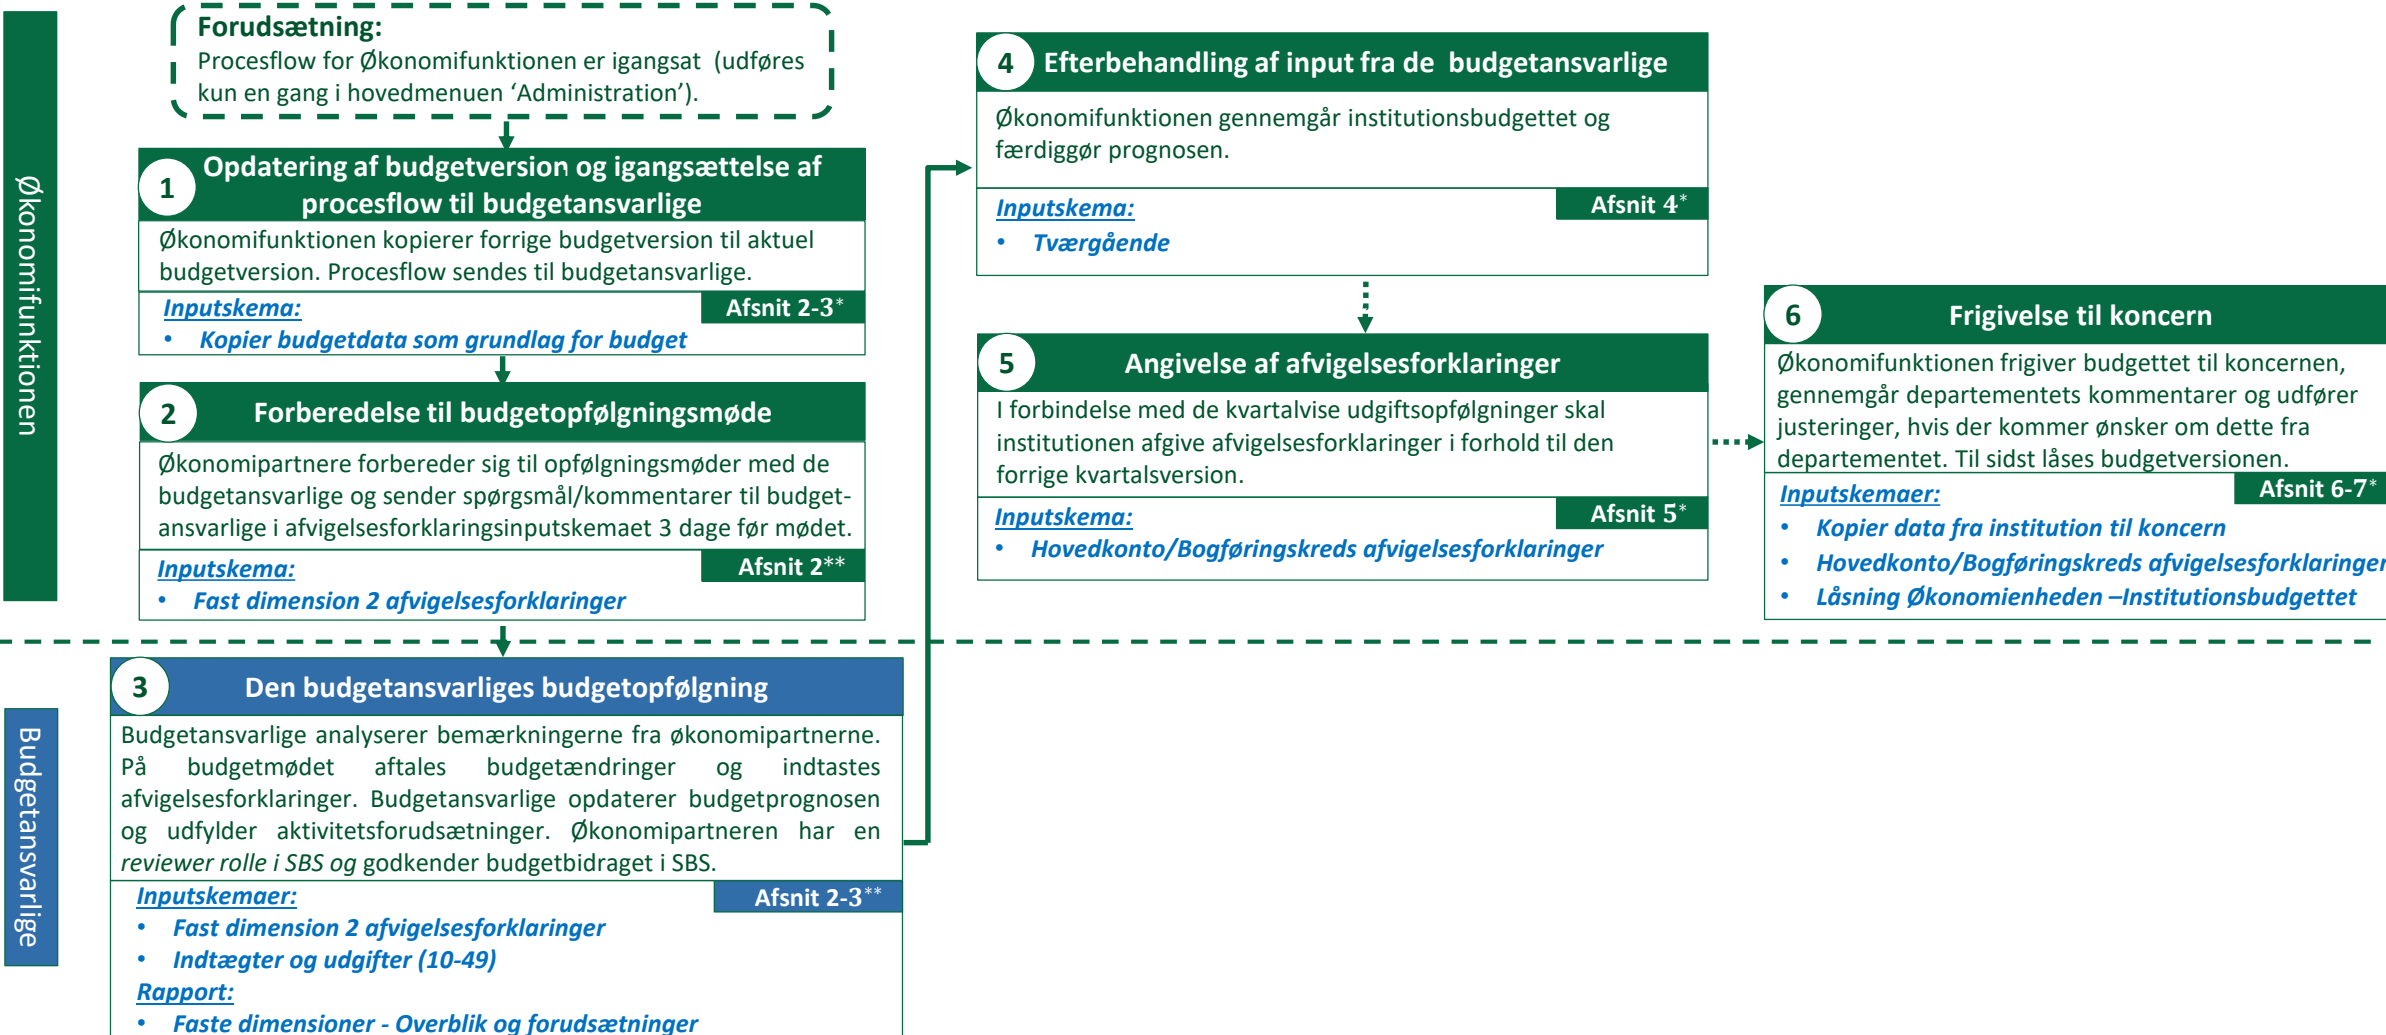 Økonomifunktionen
Forudsætning:
Procesflow for Økonomifunktionen er igangsat (udføres
kun en gang i hovedmenuen ‘Administration’).
1
Opdatering af budgetversion og igangsættelse af
procesflow til budgetansvarlige
Økonomifunktionen kopierer forrige budgetversion til aktuel
budgetversion. Procesflow sendes til budgetansvarlige.
Inputskema:
Afsnit 2-3*
• Kopier budgetdata som grundlag for budget
2
Forberedelse til budgetopfølgningsmøde
Økonomipartnere forbereder sig til opfølgningsmøder med de
budgetansvarlige og sender spørgsmål/kommentarer til budget-
ansvarlige i afvigelsesforklaringsinputskemaet 3 dage før mødet.
Inputskema:
Afsnit 2**
• Fast dimension 2 afvigelsesforklaringer
Budgetansvarlige
3
Den budgetansvarliges budgetopfølgning
Budgetansvarlige analyserer bemærkningerne fra økonomipartnerne.
På budgetmødet aftales budgetændringer og indtastes
afvigelsesforklaringer. Budgetansvarlige opdaterer budgetprognosen
og udfylder aktivitetsforudsætninger. Økonomipartneren har en
reviewer rolle i SBS og godkender budgetbidraget i SBS.
Inputskemaer:
Afsnit 2-3**
• Fast dimension 2 afvigelsesforklaringer
• Indtægter og udgifter (10-49)
Rapport:
• Faste dimensioner - Overblik og forudsætninger
4
Efterbehandling af input fra de budgetansvarlige
Økonomifunktionen gennemgår institutionsbudgettet og
færdiggør prognosen.
Inputskema:
Afsnit 4*
• Tværgående
5
Angivelse af afvigelsesforklaringer
I forbindelse med de kvartalvise udgiftsopfølgninger skal
institutionen afgive afvigelsesforklaringer i forhold til den
forrige kvartalsversion.
Inputskema:
Afsnit 5*
• Hovedkonto/Bogføringskreds afvigelsesforklaringer
6
Frigivelse til koncern
Økonomifunktionen frigiver budgettet til koncernen,
gennemgår departementets kommentarer og udfører
justeringer, hvis der kommer ønsker om dette fra
departementet. Til sidst låses budgetversionen.
Inputskemaer:
Afsnit 6-7*
• Kopier data fra institution til koncern
• Hovedkonto/Bogføringskreds afvigelsesforklaringer
• Låsning Økonomienheden –Institutionsbudgettet